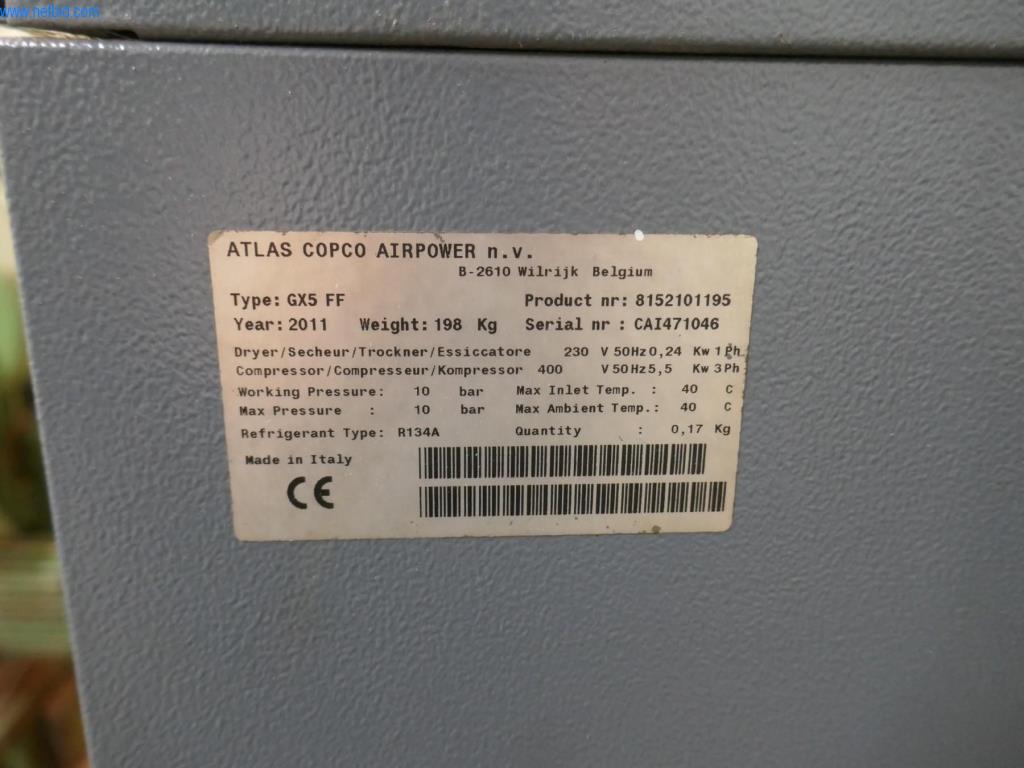 www.netbid.com
ATLAS COPCO AIRPOWER n.v.
B-2610 Wilrijk Belgium
Type: GX5 FF Product nr: 8152101195
Year: 2011 Weight: 198 Kg Serial nr : CAI471046
Dryer/Secheur/Trockner/Essiccatore 230 V 50Hz 0,24 Kw 1Ph
Compressor/Compresseur/Kompressor 400 V 50Hz 5,5 Kw 3Ph
Working Pressure: 10 bar Max Inlet Temp. : 40 C
Max Pressure : 10 bar Max Ambient Temp.: 40 C
Refrigerant Type: R134A Quantity : 0,17 Kg
Made in Italy
CE